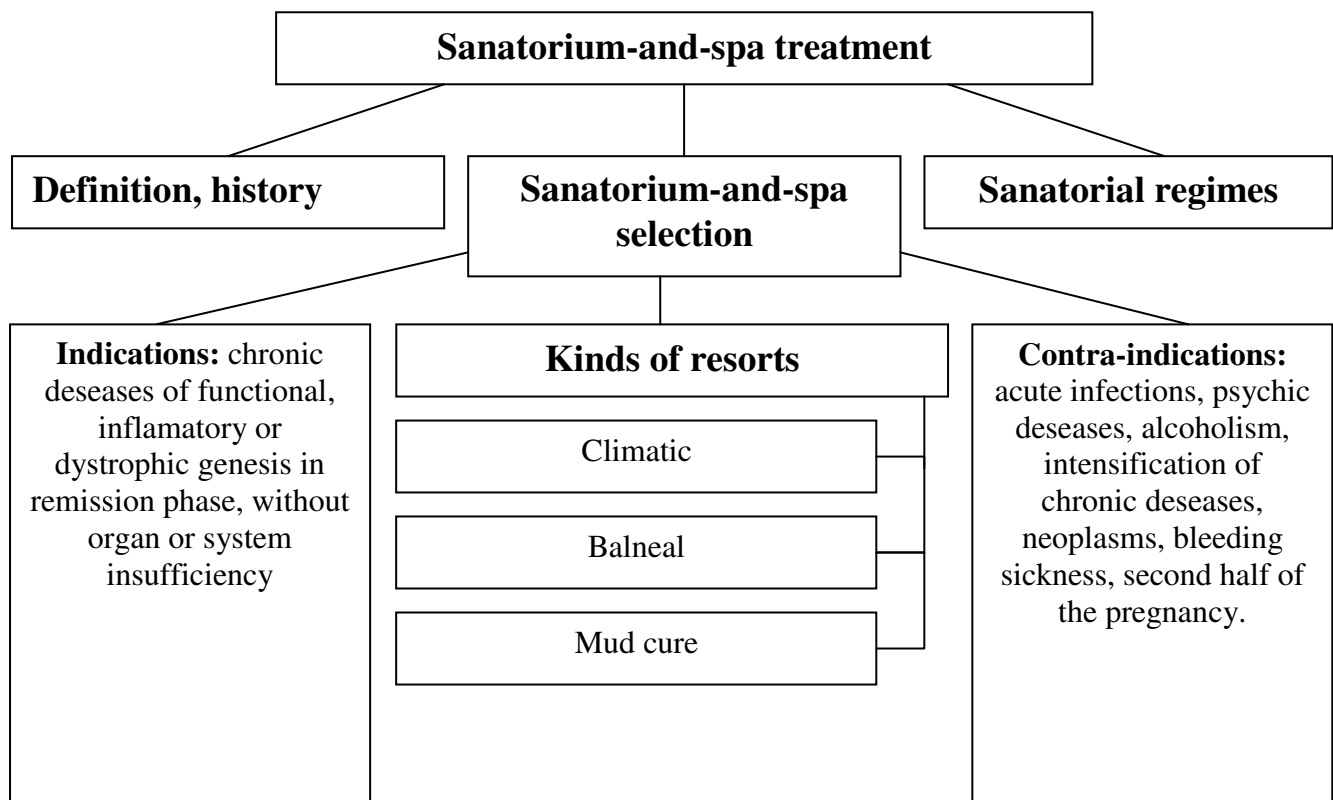 Sanatorium-and-spa treatment
Definition, history
Sanatorium-and-spa
selection
Sanatorial regimes
Indications: chronic
deseases of functional,
inflamatory or
dystrophic genesis in
remission phase, without
organ or system
insufficiency
Kinds of resorts
Climatic
Balneal
Mud cure
Contra-indications:
acute infections, psychic
deseases, alcoholism,
intensification of
chronic deseases,
neoplasms, bleeding
sickness, second half of
the pregnancy.